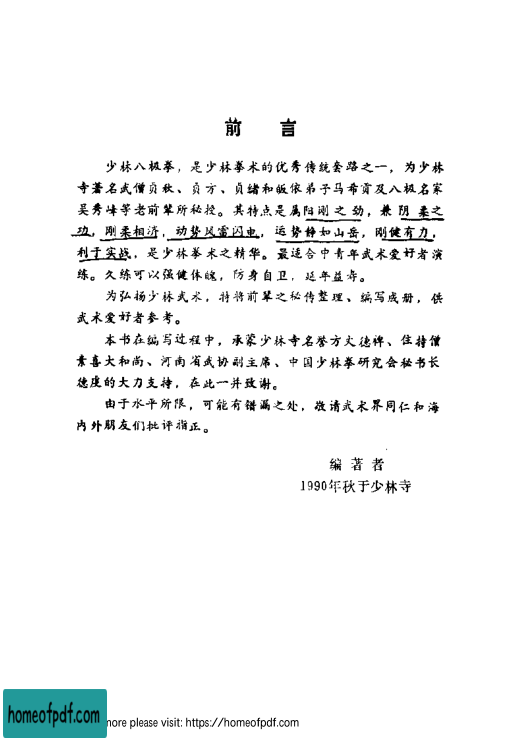 前 言
少林八极拳，是少林拳术的优秀传统套路之一，为少林
寺著名武僧贞秋、贞方、贞绪和皈依弟子马希贡及八极名家
吴秀峰等老前辈所秘授。其特点是属阳刚之劲，兼阴柔之
功，刚柔相济，动势风雷闪电，运势静如山岳，刚健有力，
利于实战，是少林拳术之精华。最适合中青年武术爱好者演
练。久练可以强健体魄，防身自卫，延年益寿。
为弘扬少林武术，特将前辈之秘传整理、编写成册，供
武术爱好者参考。
本书在编写过程中，承蒙少林寺名誉方丈德禅、住持僧
素喜大和尚、河南省武协副主席、中国少林拳研究会秘书长
德虔的大力支持，在此一并致谢。
由于水平所限，可能有错漏之处，敬请武术界同仁和海
内外朋友们批评指正。
编著者
1990年秋于少林寺
homeofpdf.com
ore please visit: https://homeofpdf.com